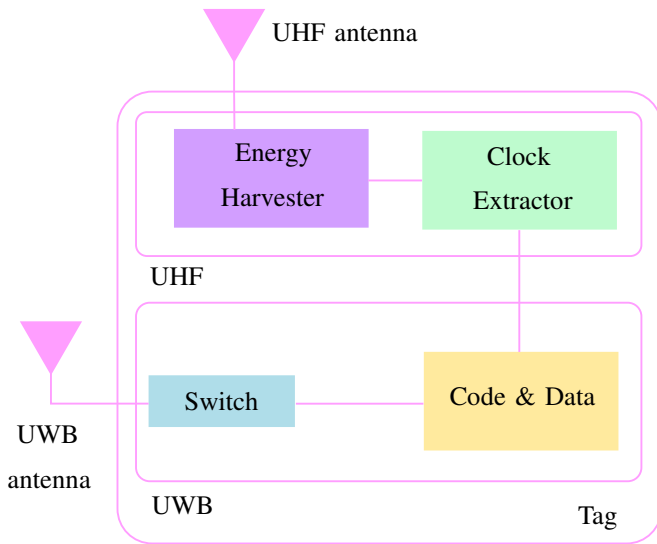 UHF antenna
Energy
Harvester
Clock
Extractor
UHF
Switch
Code & Data
UWB
antenna
UWB
Tag